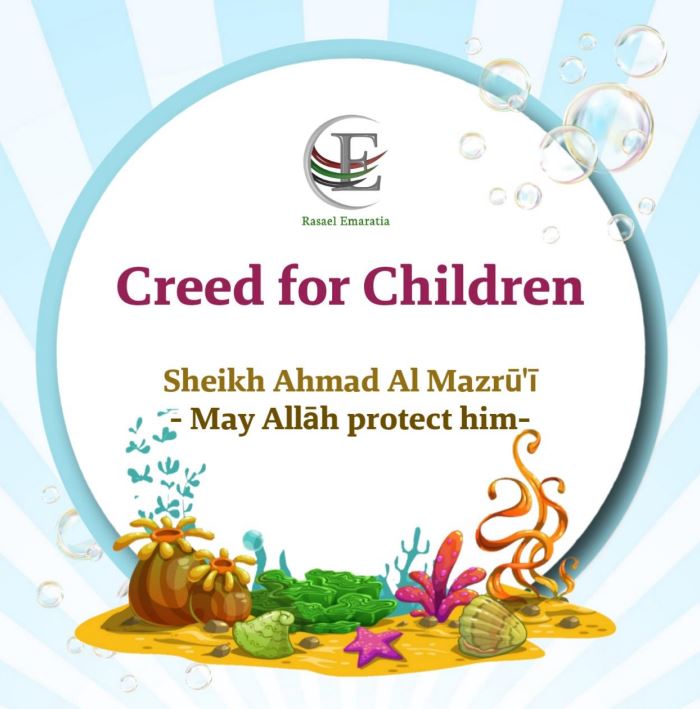 E
Rasael Emaratia
Creed for Children
Sheikh Ahmad Al Mazrū'ī
- May Allāh protect him-